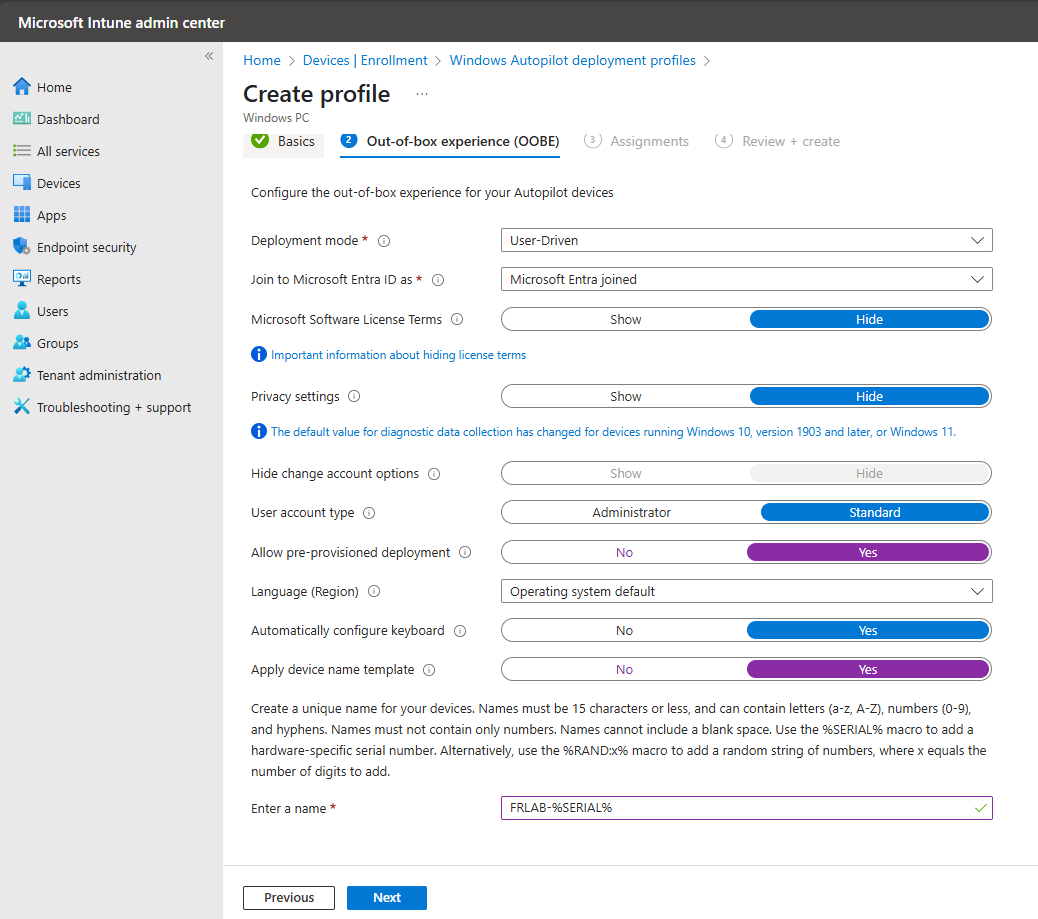 Microsoft Intune admin center
«
Home
Dashboard
All services
Devices
Apps
Endpoint security
Reports
Users
Groups
Tenant administration
Troubleshooting + support
Home > Devices | Enrollment > Windows Autopilot deployment profiles >
Create profile ...
Windows PC
Basics 2 Out-of-box experience (OOBE) 3 Assignments 4 Review + create
Configure the out-of-box experience for your Autopilot devices
Deployment mode * User-Driven
Join to Microsoft Entra ID as * Microsoft Entra joined
Microsoft Software License Terms Show Hide
Important information about hiding license terms
Privacy settings Show Hide
The default value for diagnostic data collection has changed for devices running Windows 10, version 1903 and later, or Windows 11.
Hide change account options Show Hide
User account type Administrator Standard
Allow pre-provisioned deployment No Yes
Language (Region) Operating system default
Automatically configure keyboard No Yes
Apply device name template No Yes
Create a unique name for your devices. Names must be 15 characters or less, and can contain letters (a-z, A-Z), numbers (0-9),
and hyphens. Names must not contain only numbers. Names cannot include a blank space. Use the %SERIAL% macro to add a
hardware-specific serial number. Alternatively, use the %RAND:x% macro to add a random string of numbers, where x equals the
number of digits to add.
Enter a name * FRLAB-%SERIAL%
Previous Next